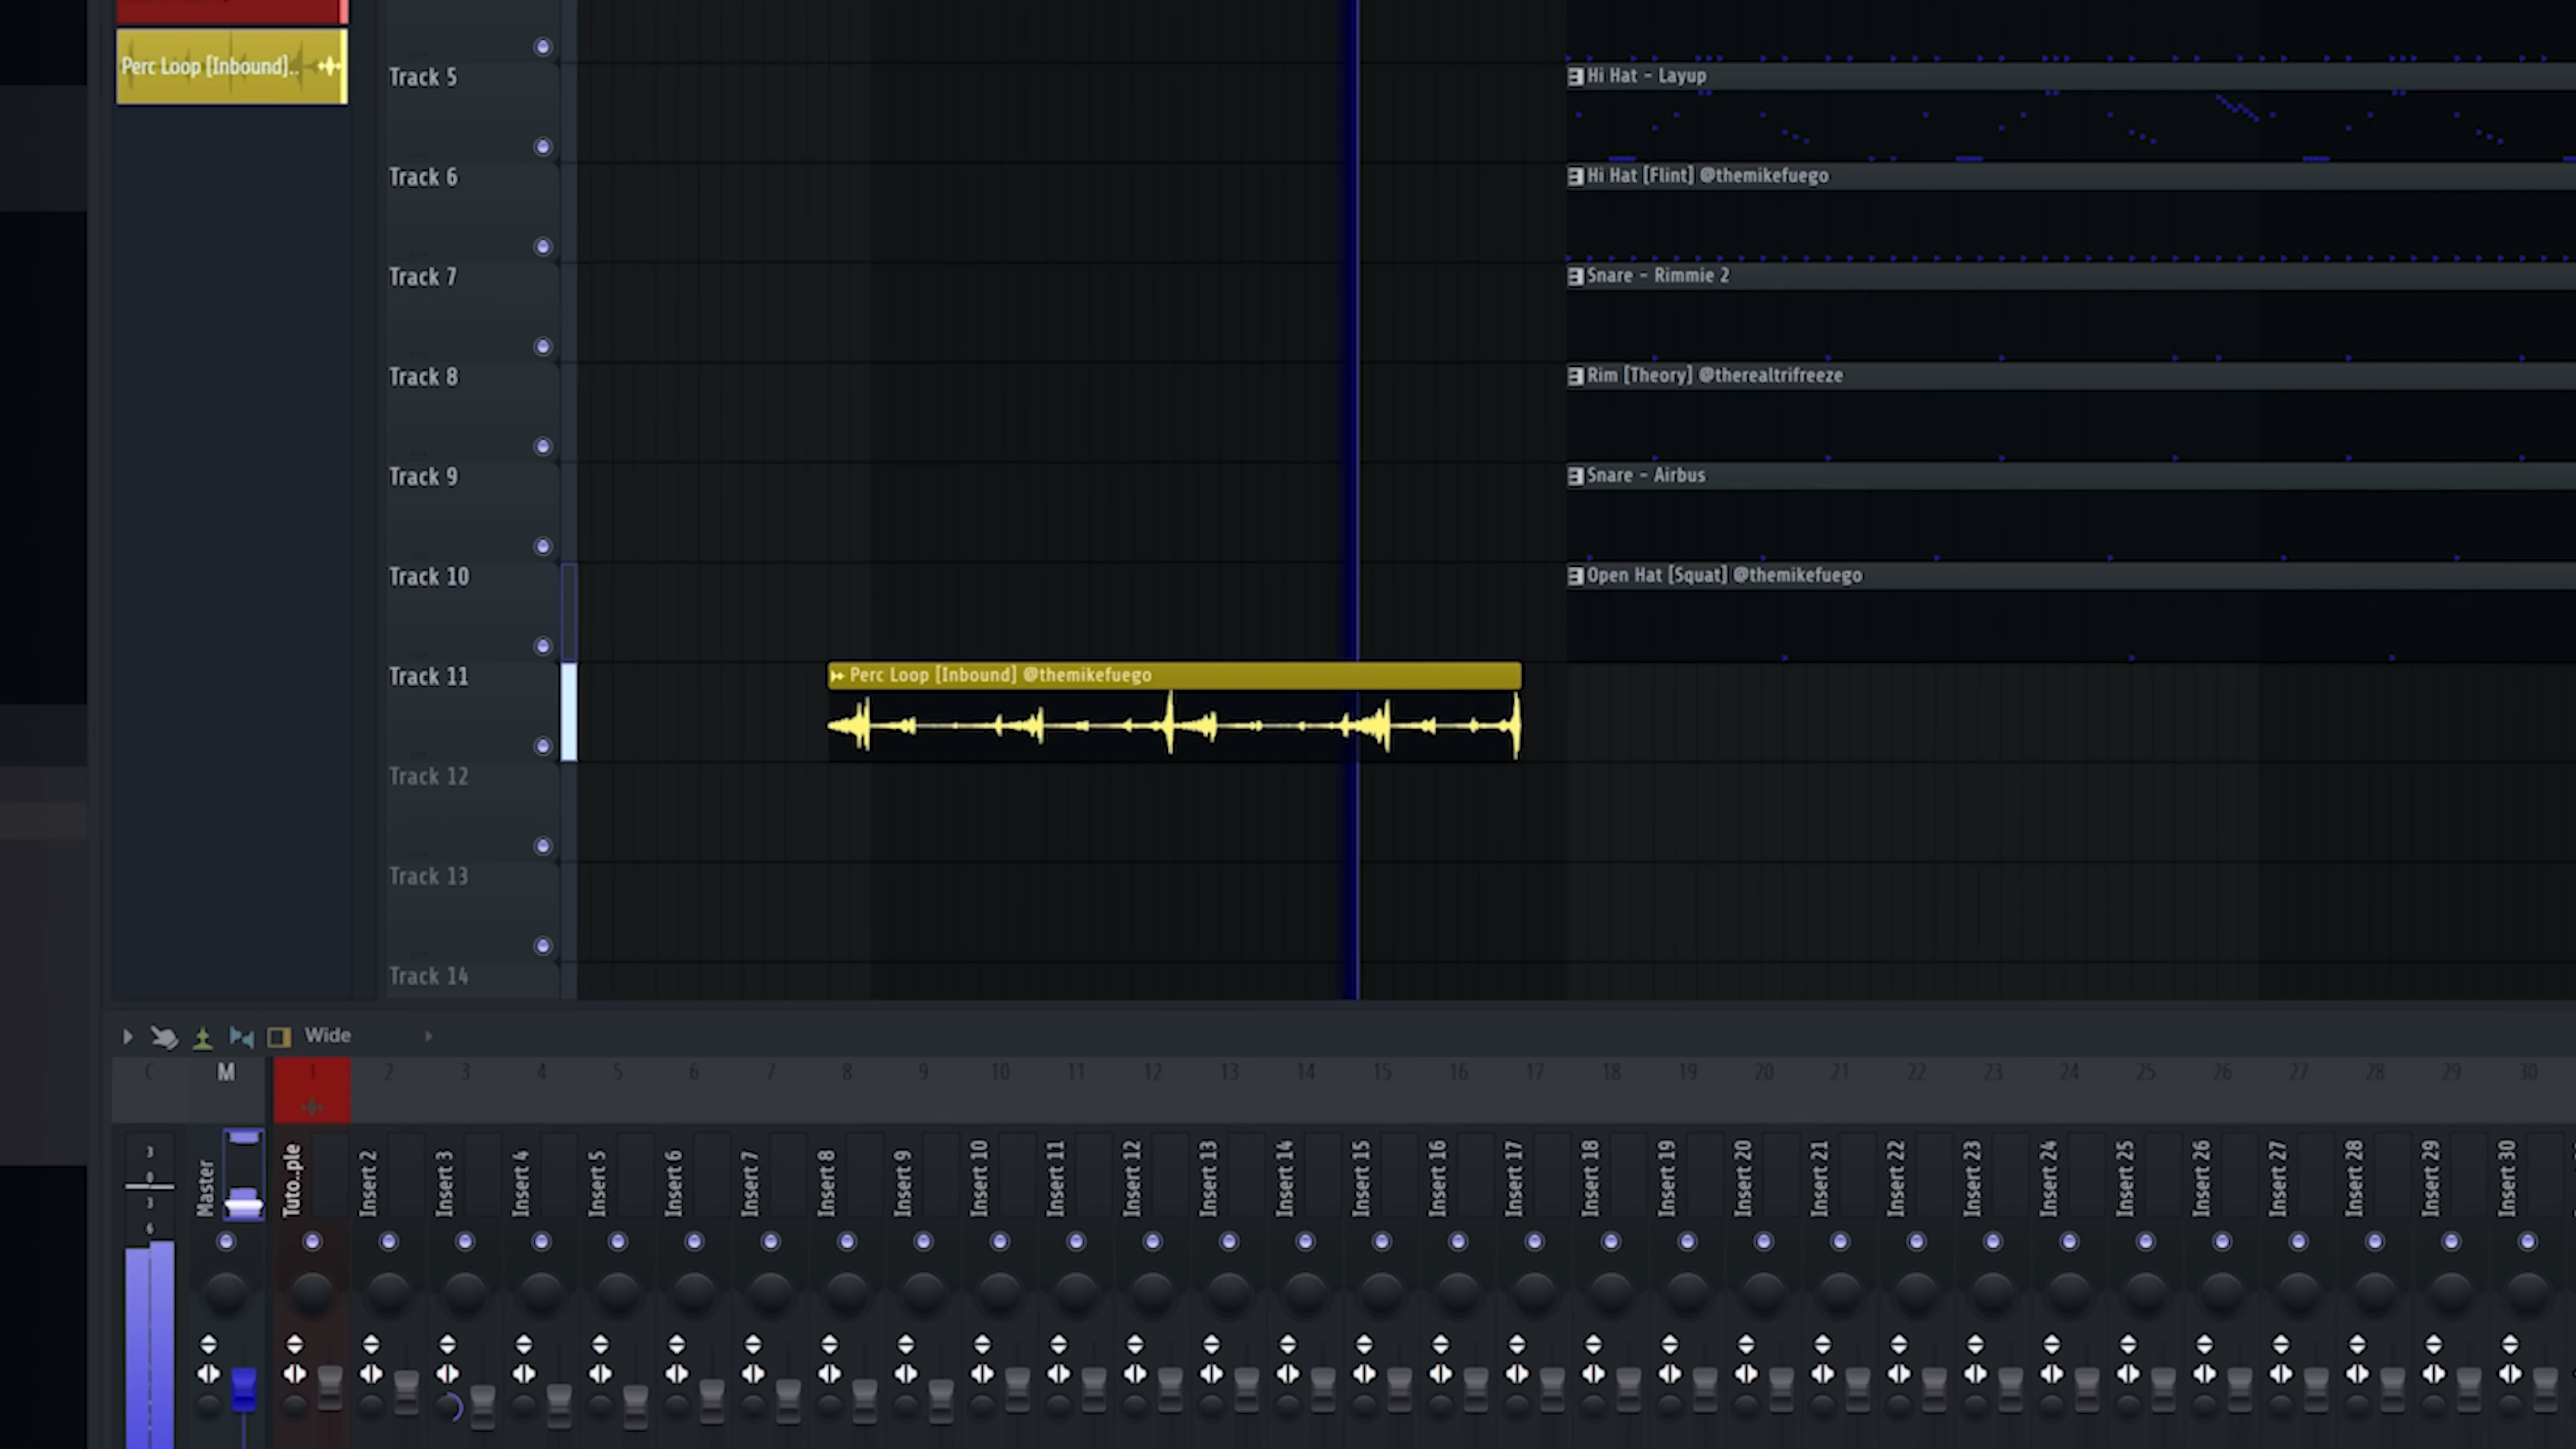 Perc Loop [Inbound]..
Track 5
Hi Hat - Layup
Track 6
Hi Hat [Flint] @themikefuego
Track 7
Snare - Rimmie 2
Track 8
Rim [Theory] @therealtrifreeze
Track 9
Snare - Airbus
Track 10
Open Hat [Squat] @themikefuego
Track 11
Perc Loop [Inbound] @themikefuego
Track 12
Track 13
Track 14
Wide
C M 1 2 3 4 5 6 7 8 9 10 11 12 13 14 15 16 17 18 19 20 21 22 23 24 25 26 27 28 29 30
3
0
3
6
Master
Tuto..ple
Insert 2
Insert 3
Insert 4
Insert 5
Insert 6
Insert 7
Insert 8
Insert 9
Insert 10
Insert 11
Insert 12
Insert 13
Insert 14
Insert 15
Insert 16
Insert 17
Insert 18
Insert 19
Insert 20
Insert 21
Insert 22
Insert 23
Insert 24
Insert 25
Insert 26
Insert 27
Insert 28
Insert 29
Insert 30